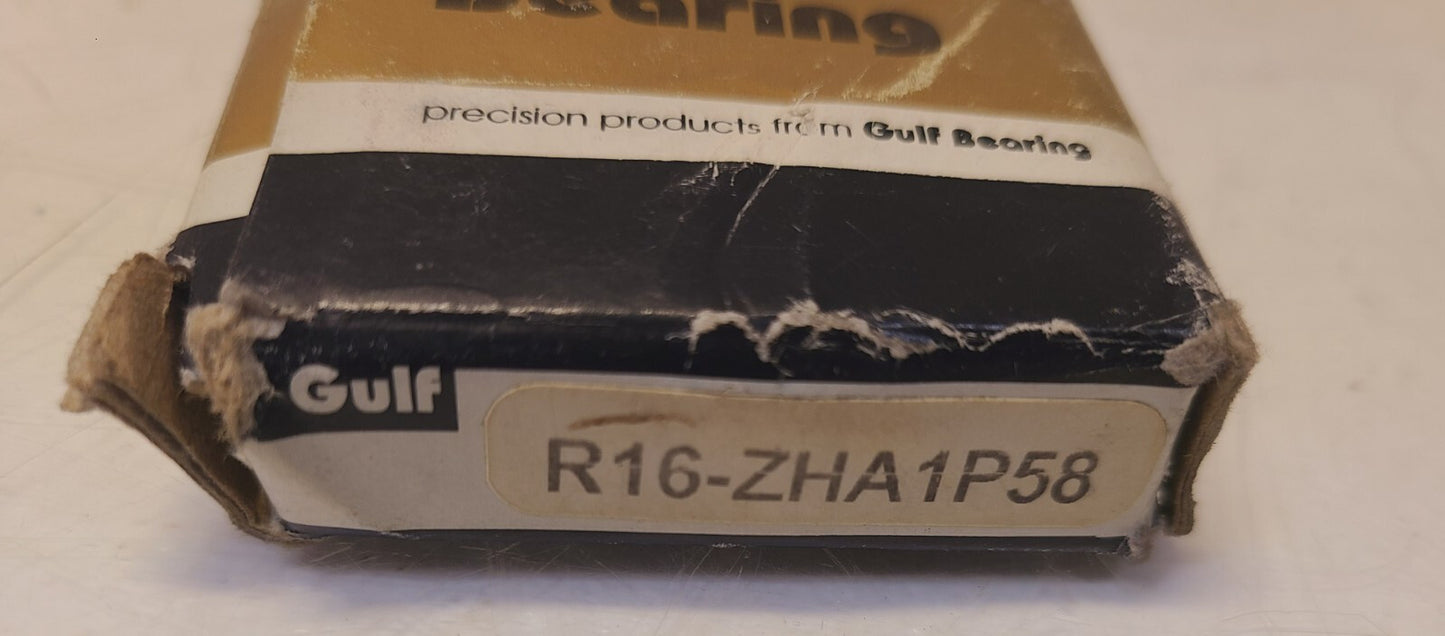 Bearing
precision products from Gulf Bearing
Gulf
R16-ZHA1P58